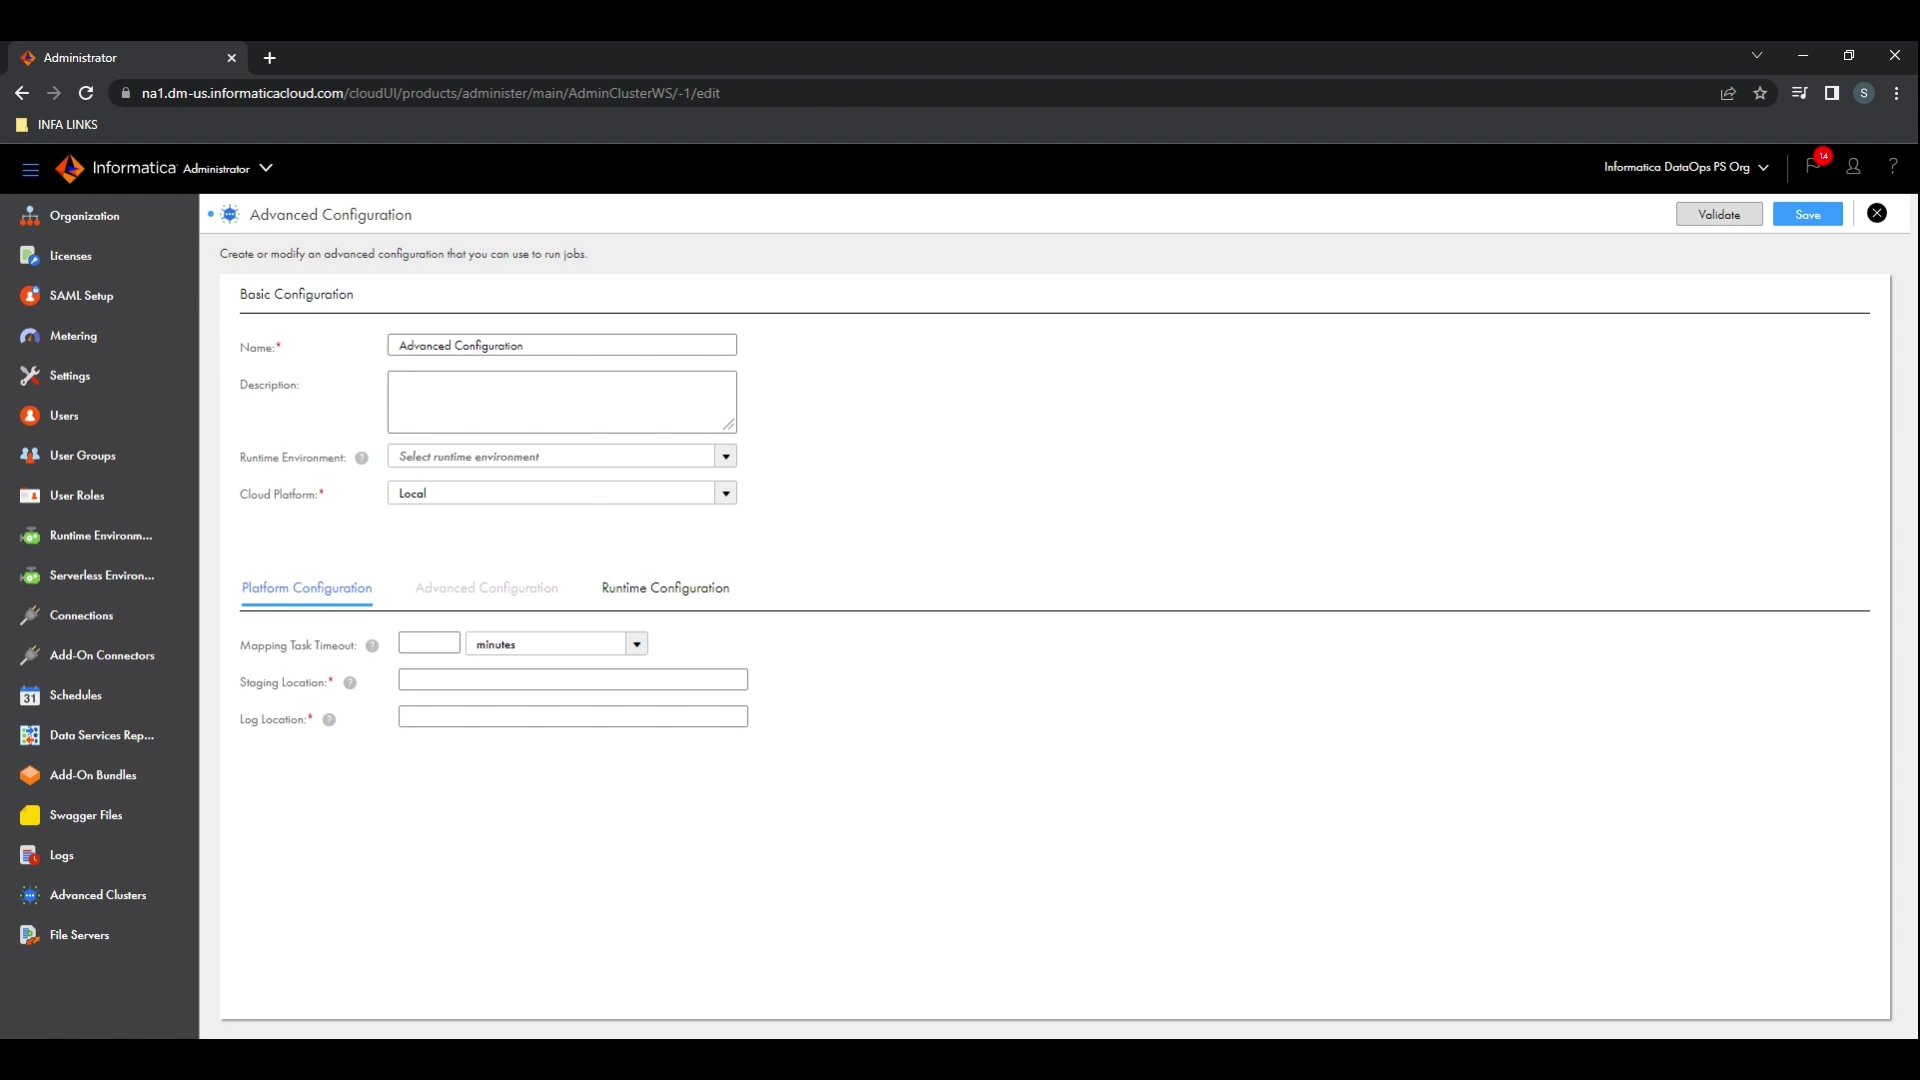 Administrator
na1.dm-us.informaticacloud.com/cloudUI/products/administer/main/AdminClusterWS/-1/edit
S
INFA LINKS
Informatica Administrator
Informatica DataOps PS Org
14
?
Organization
Licenses
SAML Setup
Metering
Settings
Users
User Groups
User Roles
Runtime Environm...
Serverless Environ...
Connections
Add-On Connectors
31 Schedules
Data Services Rep...
Add-On Bundles
Swagger Files
Logs
Advanced Clusters
File Servers
Advanced Configuration
Validate
Save
Create or modify an advanced configuration that you can use to run jobs.
Basic Configuration
Name:* Advanced Configuration
Description:
Runtime Environment: ? Select runtime environment
Cloud Platform:* Local
Platform Configuration Advanced Configuration Runtime Configuration
Mapping Task Timeout: ? minutes
Staging Location:* ?
Log Location:* ?